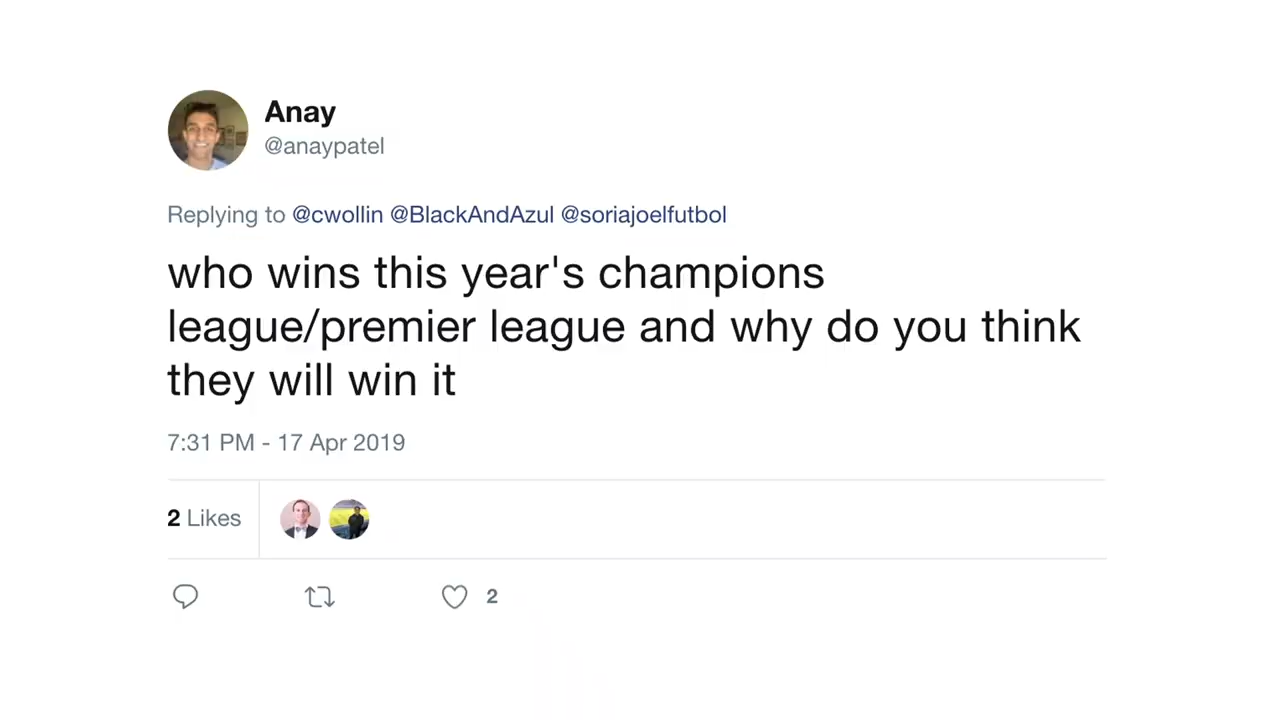 Anay
@anaypatel
Replying to @cwollin @BlackAndAzul @soriajoelfutbol
who wins this year's champions
league/premier league and why do you think
they will win it
7:31 PM - 17 Apr 2019
2 Likes
2